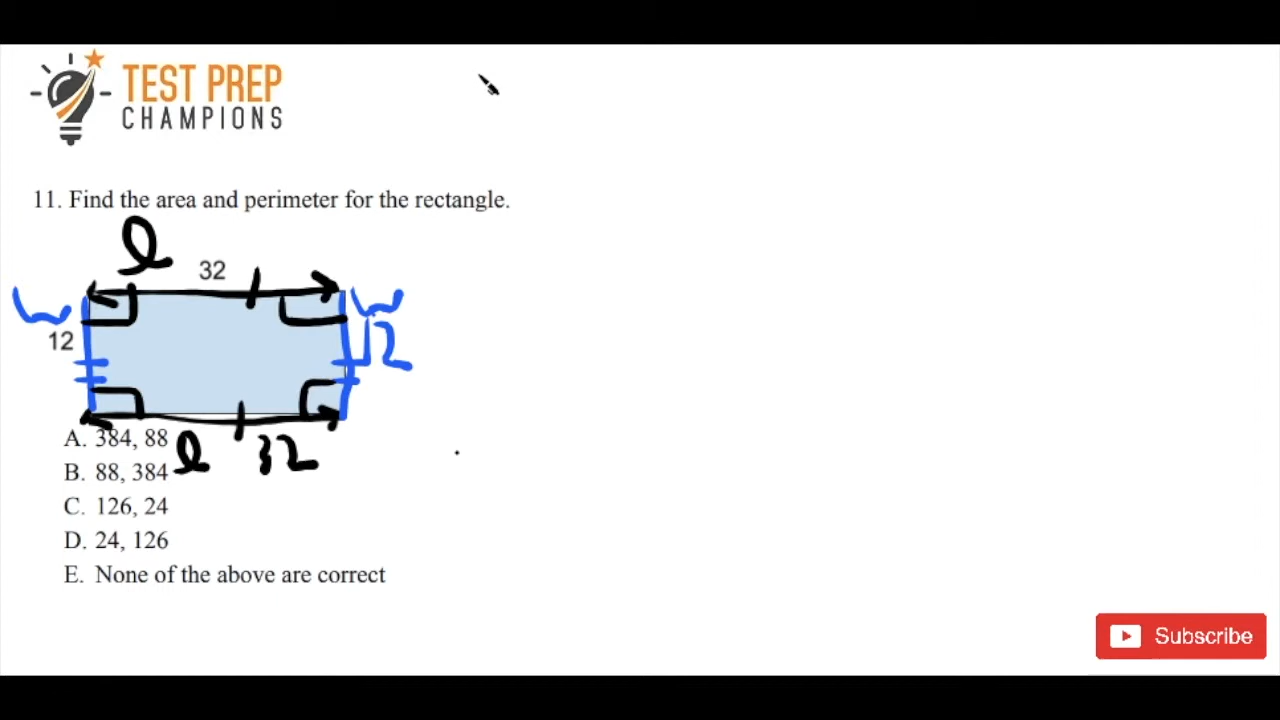 TEST PREP
CHAMPIONS
11. Find the area and perimeter for the rectangle.
l
32
W
W
12
12
A. 384, 88
l
32
B. 88, 384
C. 126, 24
D. 24, 126
E. None of the above are correct
Subscribe